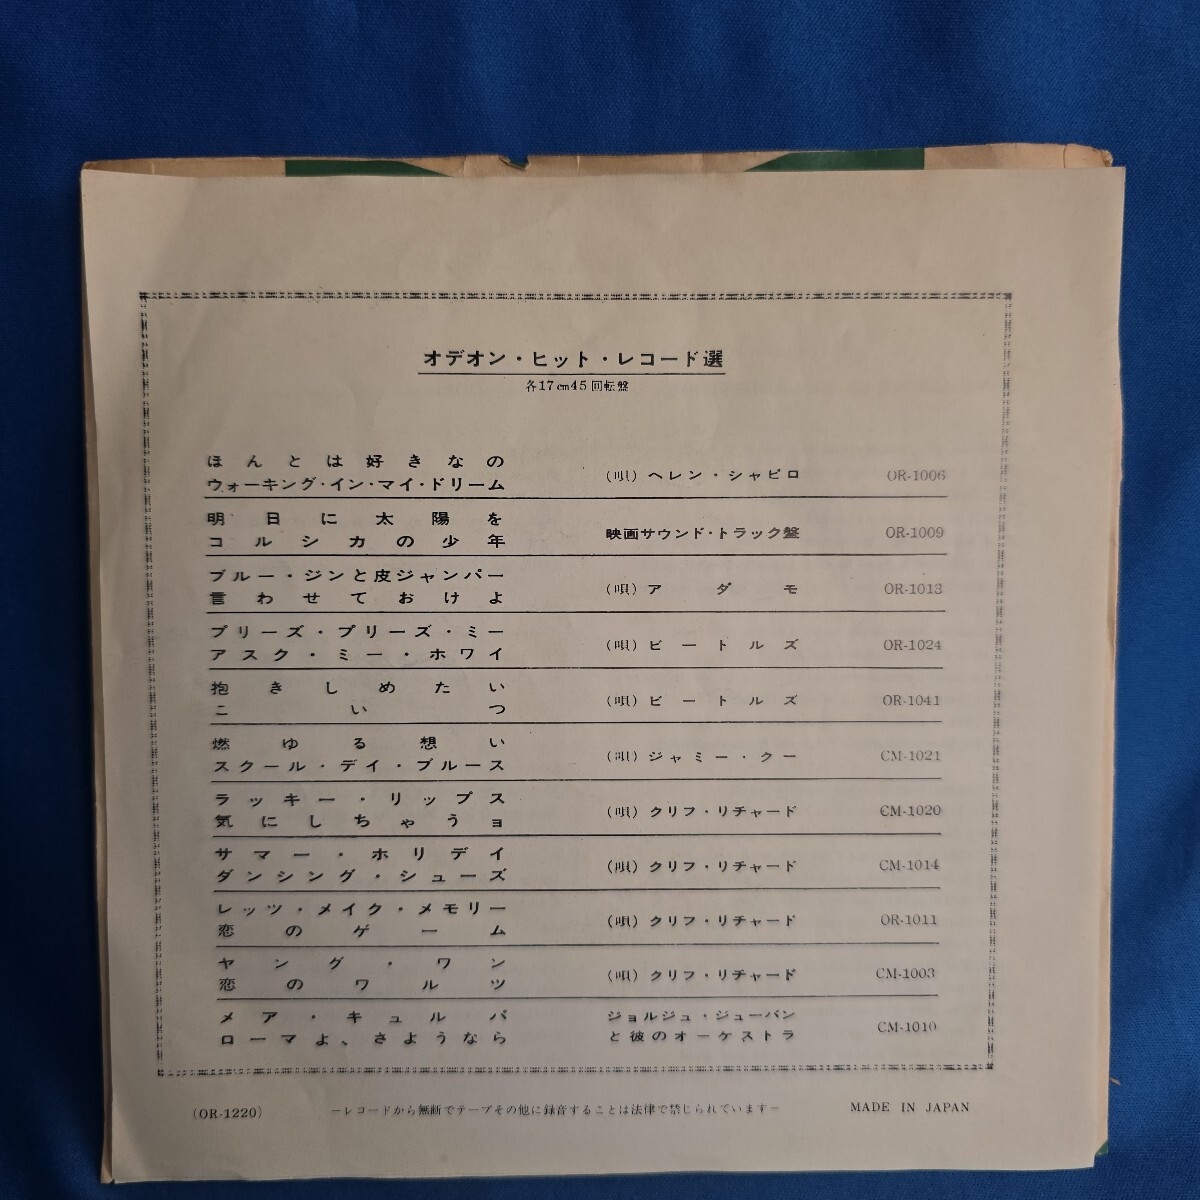 オデオン・ヒット・レコード選
各17㎝45回転盤
ほんとは好きなの
ウォーキング・イン・マイ・ドリーム
(唄) ヘレン・シャピロ OR-1006
明日に太陽を
コルシカの少年
映画サウンド・トラック盤 OR-1009
ブルー・ジンと皮ジャンパー
言わせておけよ
(唄) アダモ OR-1013
プリーズ・プリーズ・ミー
アスク・ミー・ホワイ
(唄) ビートルズ OR-1024
抱きしめたい
こいつ
(唄) ビートルズ OR-1041
燃ゆる想い
スクール・デイ・ブルース
(唄) ジャミー・クー CM-1021
ラッキー・リップス
気にしちゃうョ
(唄) クリフ・リチャード CM-1020
サマー・ホリデイ
ダンシング・シューズ
(唄) クリフ・リチャード CM-1014
レッツ・メイク・メモリー
恋のゲーム
(唄) クリフ・リチャード OR-1011
ヤング・ワン
恋のワルツ
(唄) クリフ・リチャード CM-1003
メア・キュルパ
ローマよ、さようなら
ジョルジュ・ジューバン
と彼のオーケストラ
CM-1010
(OR-1220) −レコードから無断でテープその他に録音することは法律で禁じられています− MADE IN JAPAN